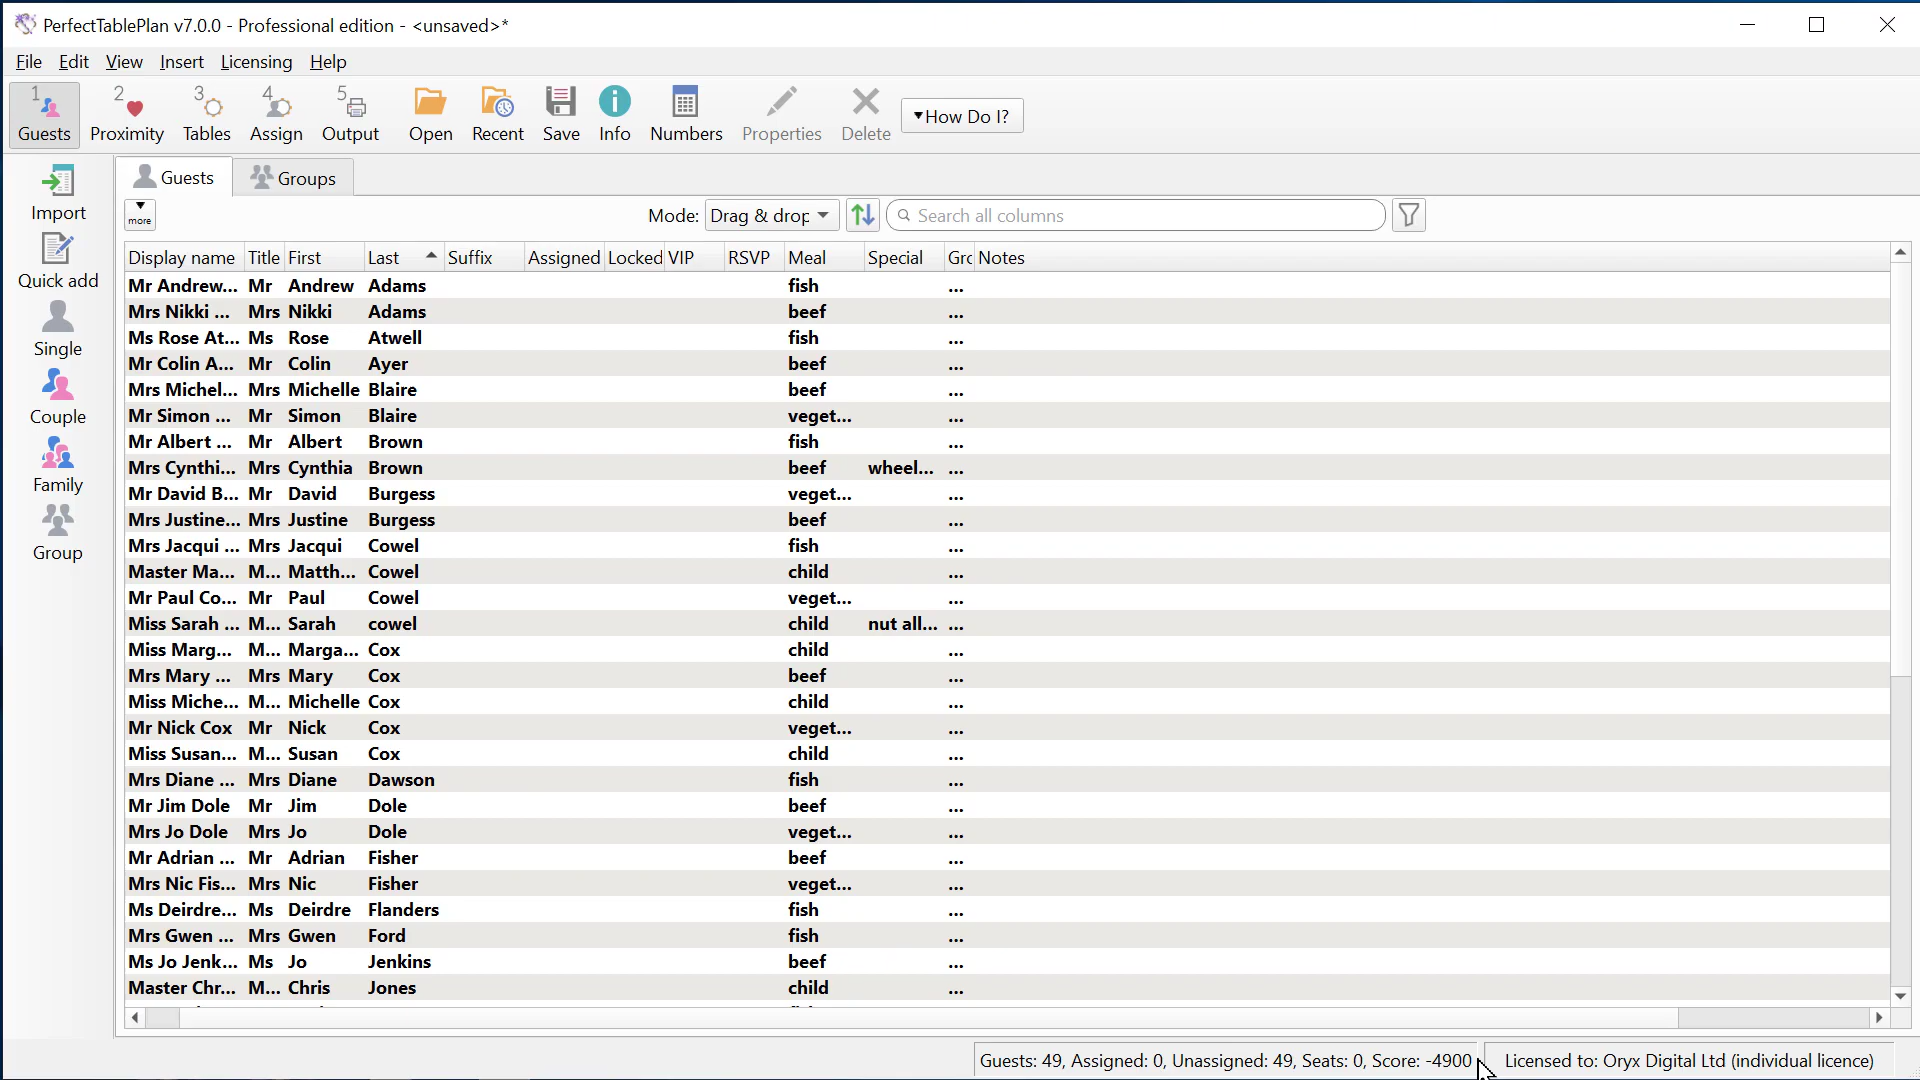 PerfectTablePlan v7.0.0 - Professional edition - <unsaved>*
File Edit View Insert Licensing Help
1 2 3 4 5
Guests Proximity Tables Assign Output Open Recent Save Info Numbers Properties Delete How Do I?
Import
Quick add
Single
Couple
Family
Group
Guests Groups
more Mode: Drag & drop Search all columns
Display name Title First Last Suffix Assigned Locked VIP RSVP Meal Special Grc Notes
Mr Andrew... Mr Andrew Adams fish ...
Mrs Nikki ... Mrs Nikki Adams beef ...
Ms Rose At... Ms Rose Atwell fish ...
Mr Colin A... Mr Colin Ayer beef ...
Mrs Michel... Mrs Michelle Blaire beef ...
Mr Simon ... Mr Simon Blaire veget... ...
Mr Albert ... Mr Albert Brown fish ...
Mrs Cynthi... Mrs Cynthia Brown beef wheel... ...
Mr David B... Mr David Burgess veget... ...
Mrs Justine... Mrs Justine Burgess beef ...
Mrs Jacqui ... Mrs Jacqui Cowel fish ...
Master Ma... M... Matth... Cowel child ...
Mr Paul Co... Mr Paul Cowel veget... ...
Miss Sarah ... M... Sarah cowel child nut all... ...
Miss Marg... M... Marga... Cox child ...
Mrs Mary ... Mrs Mary Cox beef ...
Miss Miche... M... Michelle Cox child ...
Mr Nick Cox Mr Nick Cox veget... ...
Miss Susan... M... Susan Cox child ...
Mrs Diane ... Mrs Diane Dawson fish ...
Mr Jim Dole Mr Jim Dole beef ...
Mrs Jo Dole Mrs Jo Dole veget... ...
Mr Adrian ... Mr Adrian Fisher beef ...
Mrs Nic Fis... Mrs Nic Fisher veget... ...
Ms Deirdre... Ms Deirdre Flanders fish ...
Mrs Gwen ... Mrs Gwen Ford fish ...
Ms Jo Jenk... Ms Jo Jenkins beef ...
Master Chr... M... Chris Jones child ...
Guests: 49, Assigned: 0, Unassigned: 49, Seats: 0, Score: -4900 Licensed to: Oryx Digital Ltd (individual licence)